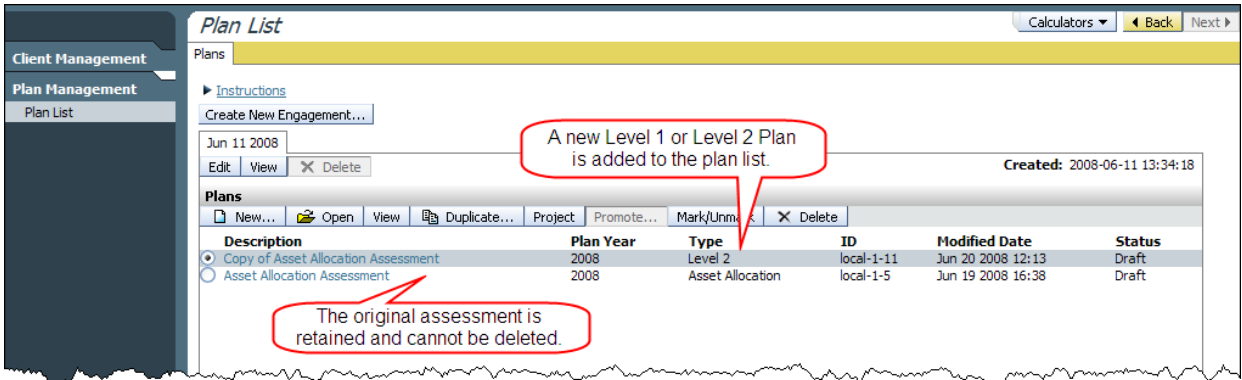 Plan List
Calculators ▼ ◀ Back Next ▶
Client Management
Plans
Plan Management
Plan List
▶ Instructions
Create New Engagement...
Jun 11 2008
A new Level 1 or Level 2 Plan
is added to the plan list.
Edit View X Delete
Created: 2008-06-11 13:34:18
Plans
New... Open View Duplicate... Project Promote... Mark/Unmark X Delete
Description Plan Year Type ID Modified Date Status
Copy of Asset Allocation Assessment 2008 Level 2 local-1-11 Jun 20 2008 12:13 Draft
Asset Allocation Assessment 2008 Asset Allocation local-1-5 Jun 19 2008 16:38 Draft
The original assessment is
retained and cannot be deleted.